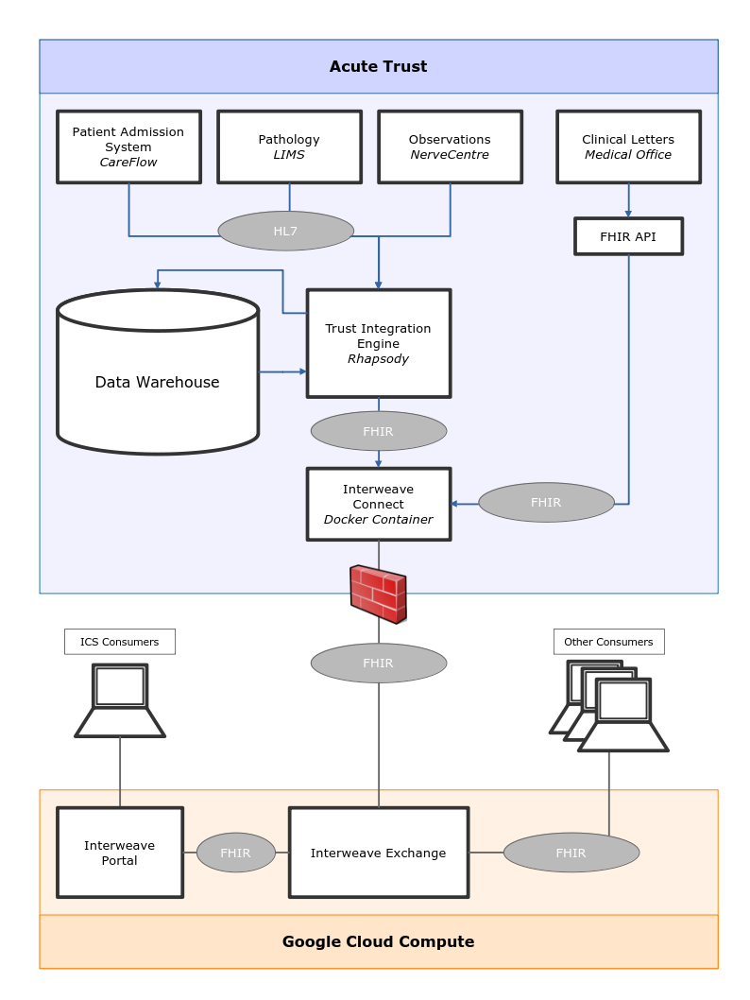 Acute Trust
Patient Admission
System
CareFlow
Pathology
LIMS
Observations
NerveCentre
Clinical Letters
Medical Office
HL7
FHIR API
Data Warehouse
Trust Integration
Engine
Rhapsody
FHIR
Interweave
Connect
Docker Container
FHIR
ICS Consumers
FHIR
Other Consumers
Interweave
Portal
FHIR
Interweave Exchange
FHIR
Google Cloud Compute